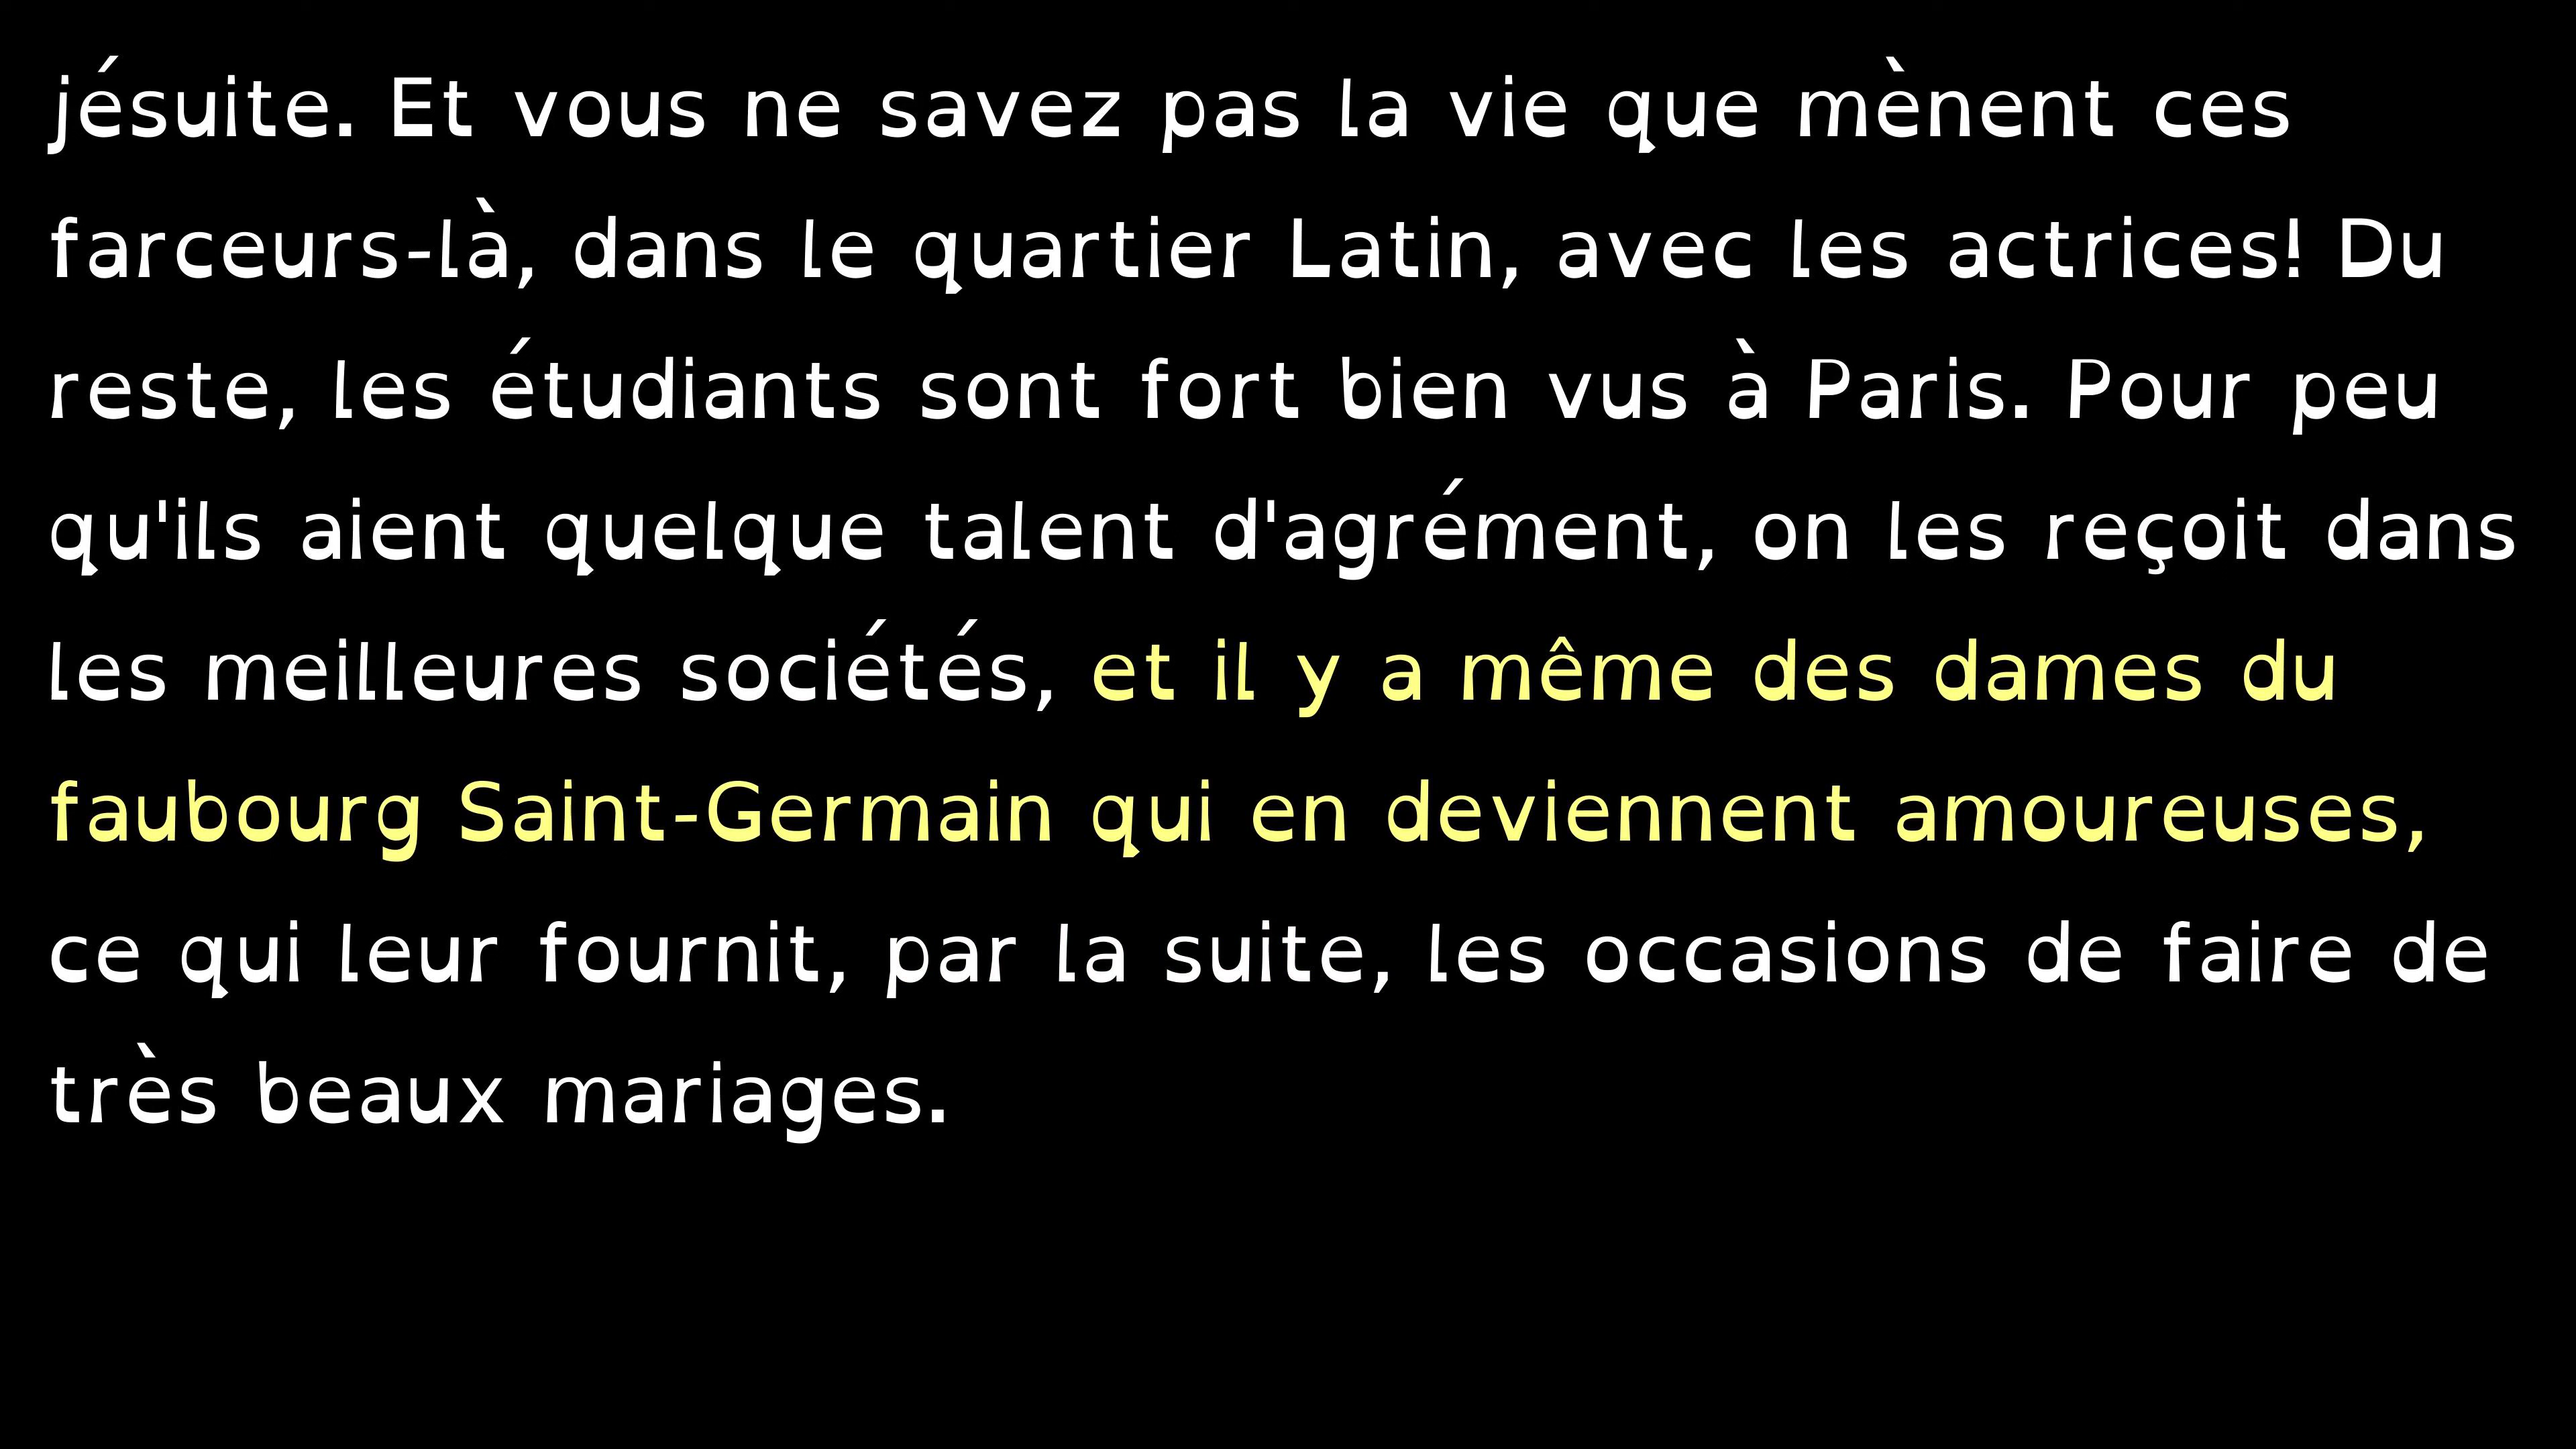 jésuite. Et vous ne savez pas la vie que mènent ces
farceurs-là, dans le quartier Latin, avec les actrices! Du
reste, les étudiants sont fort bien vus à Paris. Pour peu
qu'ils aient quelque talent d'agrément, on les reçoit dans
les meilleures sociétés, et il y a même des dames du
faubourg Saint-Germain qui en deviennent amoureuses,
ce qui leur fournit, par la suite, les occasions de faire de
très beaux mariages.